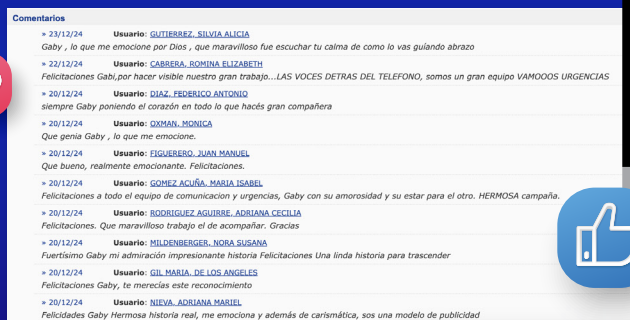 Comentarios
» 23/12/24 Usuario: GUTIERREZ, SILVIA ALICIA
Gaby , lo que me emocione por Dios , que maravilloso fue escuchar tu calma de como lo vas guíando abrazo
» 22/12/24 Usuario: CABRERA, ROMINA ELIZABETH
Felicitaciones Gabi,por hacer visible nuestro gran trabajo...LAS VOCES DETRAS DEL TELEFONO, somos un gran equipo VAMOOOS URGENCIAS
» 20/12/24 Usuario: DIAZ, FEDERICO ANTONIO
siempre Gaby poniendo el corazón en todo lo que hacés gran compañera
» 20/12/24 Usuario: OXMAN, MONICA
Que genia Gaby , lo que me emocione.
» 20/12/24 Usuario: FIGUERERO, JUAN MANUEL
Que bueno, realmente emocionante. Felicitaciones.
» 20/12/24 Usuario: GOMEZ ACUÑA, MARIA ISABEL
Felicitaciones a todo el equipo de comunicacion y urgencias, Gaby con su amorosidad y su estar para el otro. HERMOSA campaña.
» 20/12/24 Usuario: RODRIGUEZ AGUIRRE, ADRIANA CECILIA
Felicitaciones. Que maravilloso trabajo el de acompañar. Gracias
» 20/12/24 Usuario: MILDENBERGER, NORA SUSANA
Fuertísimo Gaby mi admiración impresionante historia Felicitaciones Una linda historia para trascender
» 20/12/24 Usuario: GIL MARIA, DE LOS ANGELES
Felicitaciones Gaby, te merecías este reconocimiento
» 20/12/24 Usuario: NIEVA, ADRIANA MARIEL
Felicidades Gaby Hermosa historia real, me emociona y además de carismática, sos una modelo de publicidad